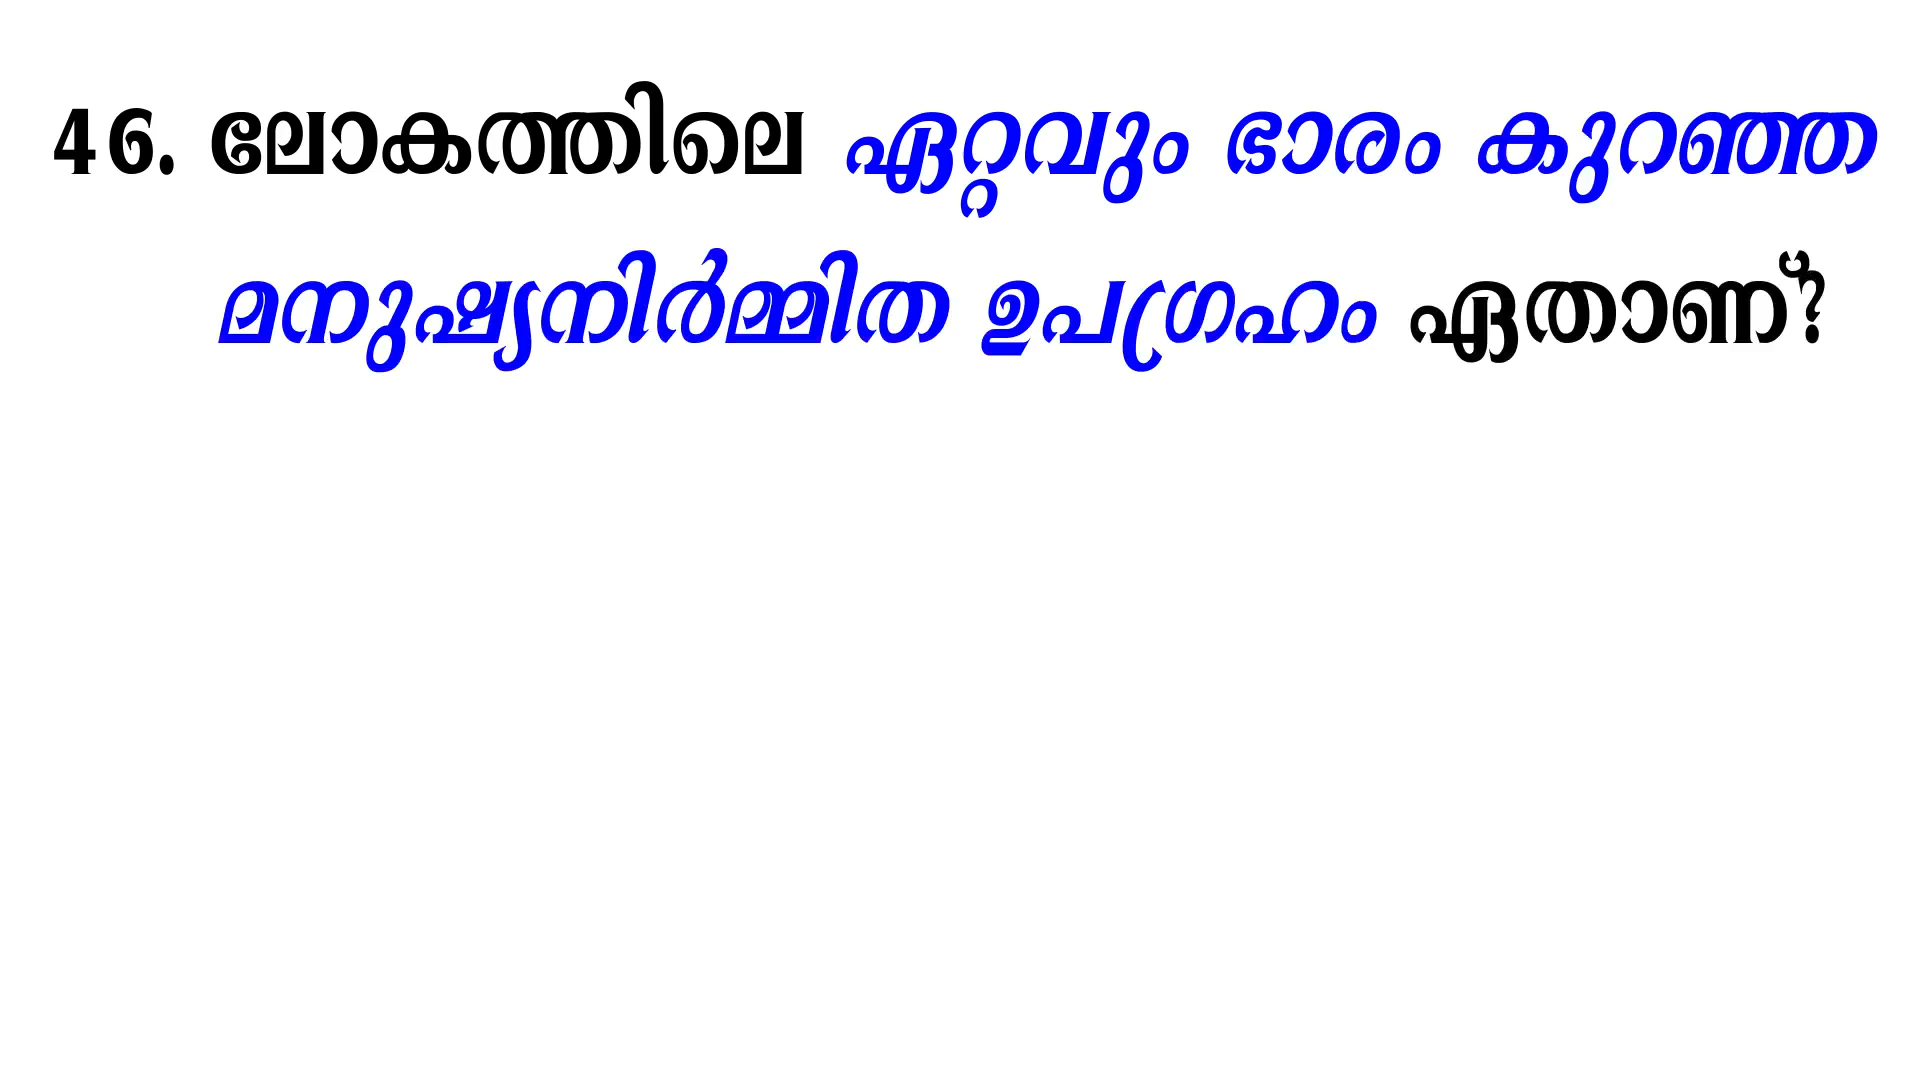 46. ലോകത്തിലെ ഏറ്റവും ഭാരം കുറഞ്ഞ
മനുഷ്യനിർമ്മിത ഉപഗ്രഹം ഏതാണ്?